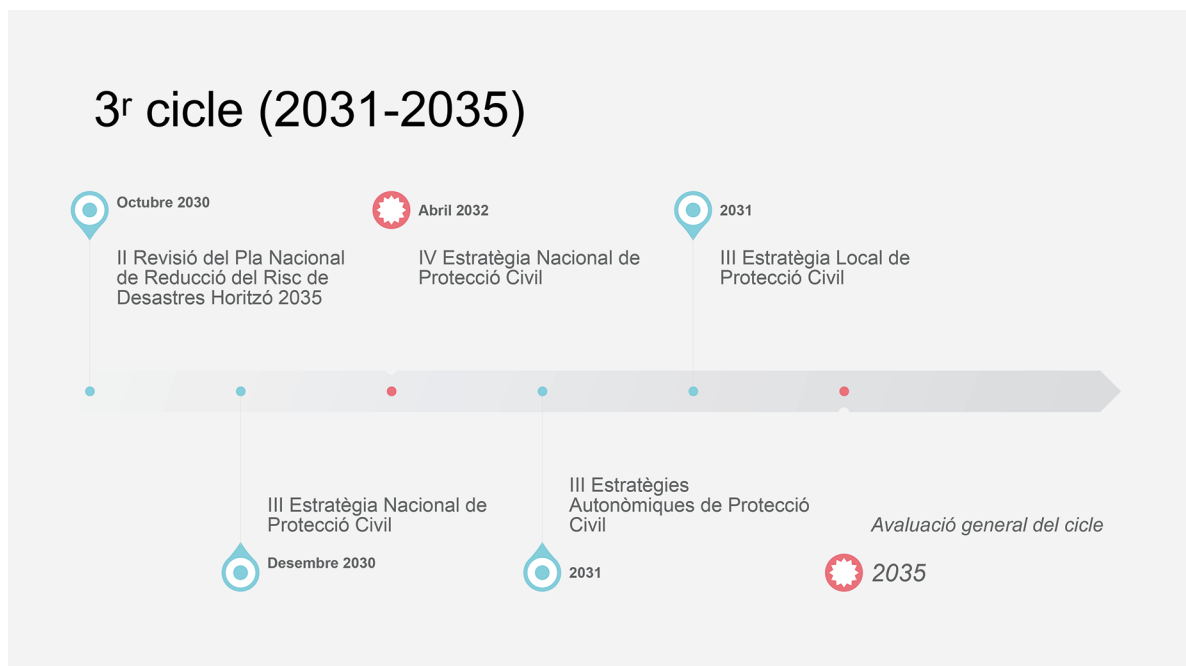 3r cicle (2031-2035)
Octubre 2030
II Revisió del Pla Nacional
de Reducció del Risc de
Desastres Horitzó 2035
Abril 2032
IV Estratègia Nacional de
Protecció Civil
2031
III Estratègia Local de
Protecció Civil
III Estratègia Nacional de
Protecció Civil
Desembre 2030
III Estratègies
Autonòmiques de Protecció
Civil
2031
Avaluació general del cicle
2035